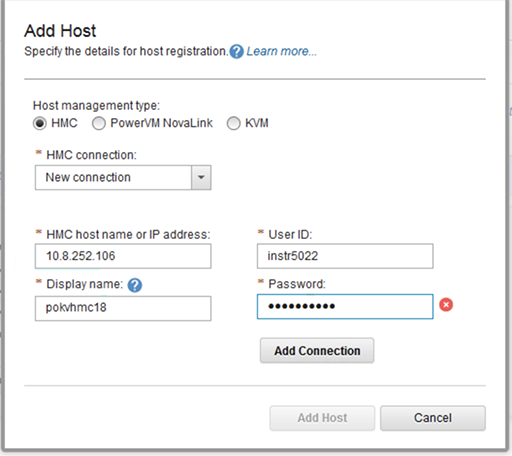 Add Host
Specify the details for host registration. ? Learn more...
Host management type:
HMC PowerVM NovaLink KVM
* HMC connection:
New connection
* HMC host name or IP address: * User ID:
10.8.252.106 instr5022
* Display name: ? * Password:
pokvhmc18 ••••••••••
Add Connection
Add Host Cancel